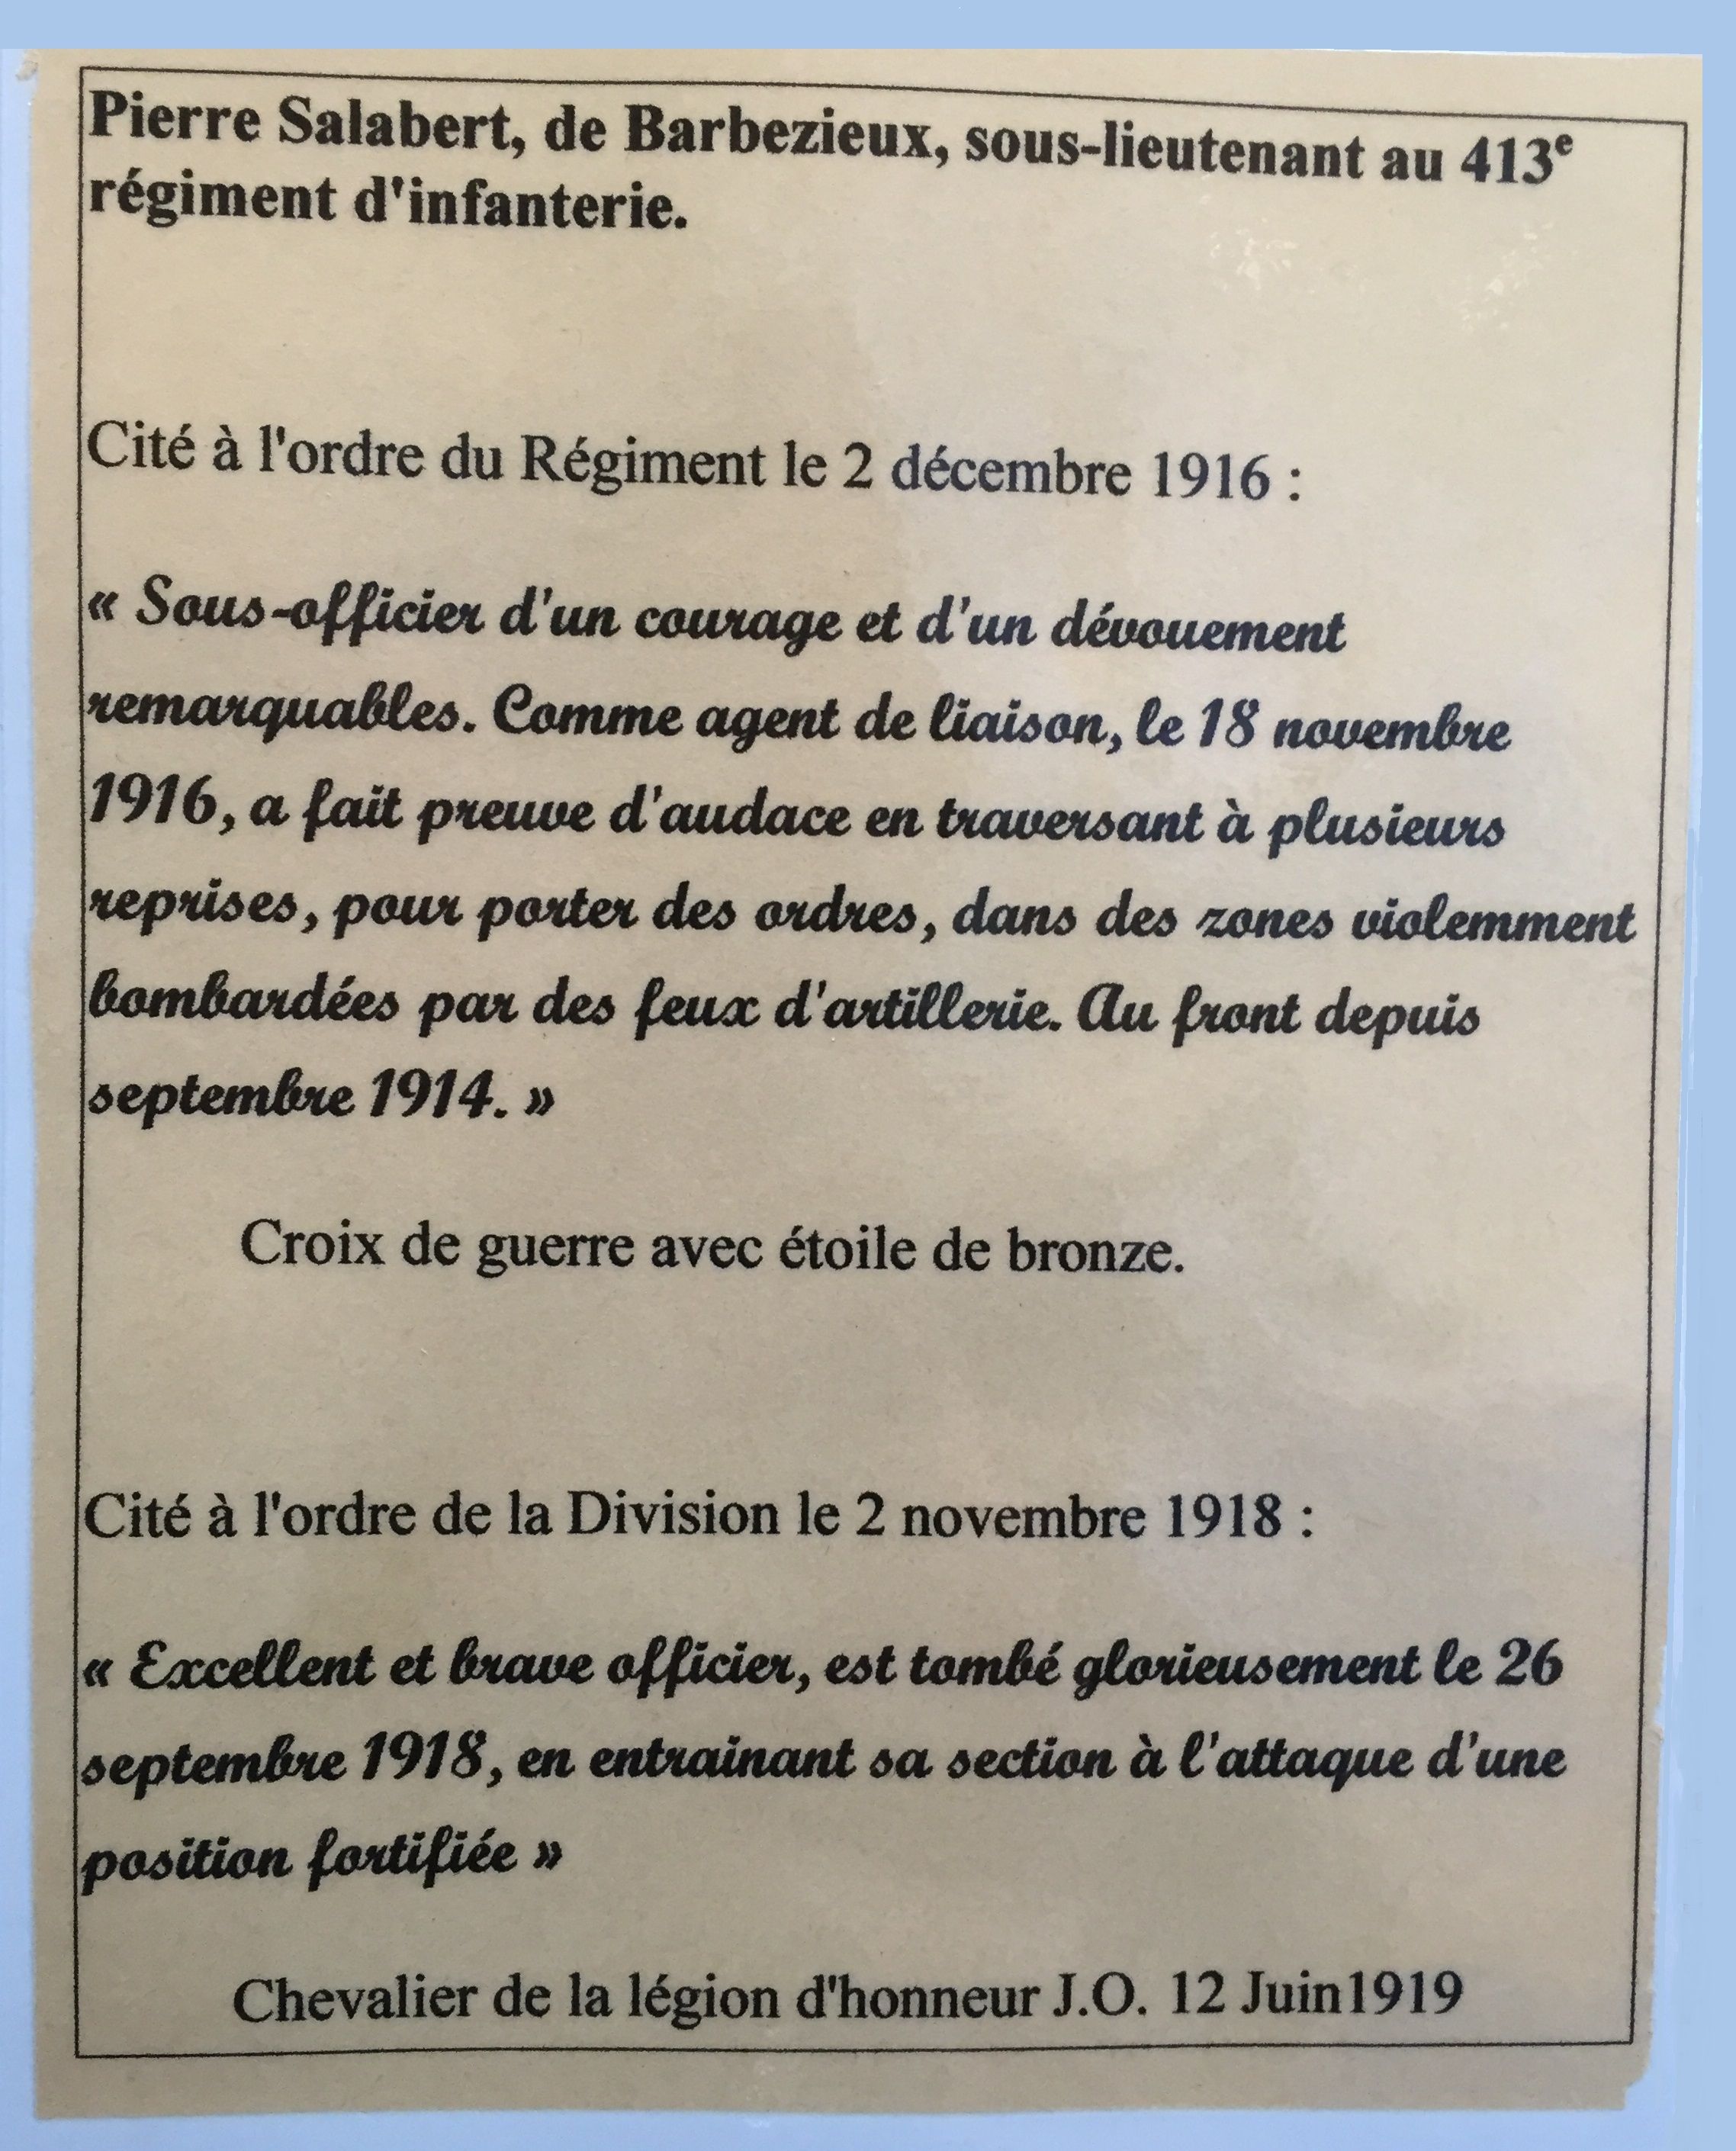 Pierre Salabert, de Barbezieux, sous-lieutenant au 413e
régiment d'infanterie.
Cité à l'ordre du Régiment le 2 décembre 1916 :
« Sous-officier d'un courage et d'un dévouement
remarquables. Comme agent de liaison, le 18 novembre
1916, a fait preuve d'audace en traversant à plusieurs
reprises, pour porter des ordres, dans des zones violemment
bombardées par des feux d'artillerie. Au front depuis
septembre 1914. »
Croix de guerre avec étoile de bronze.
Cité à l'ordre de la Division le 2 novembre 1918 :
« Excellent et brave officier, est tombé glorieusement le 26
septembre 1918, en entrainant sa section à l'attaque d'une
position fortifiée »
Chevalier de la légion d'honneur J.O. 12 Juin1919